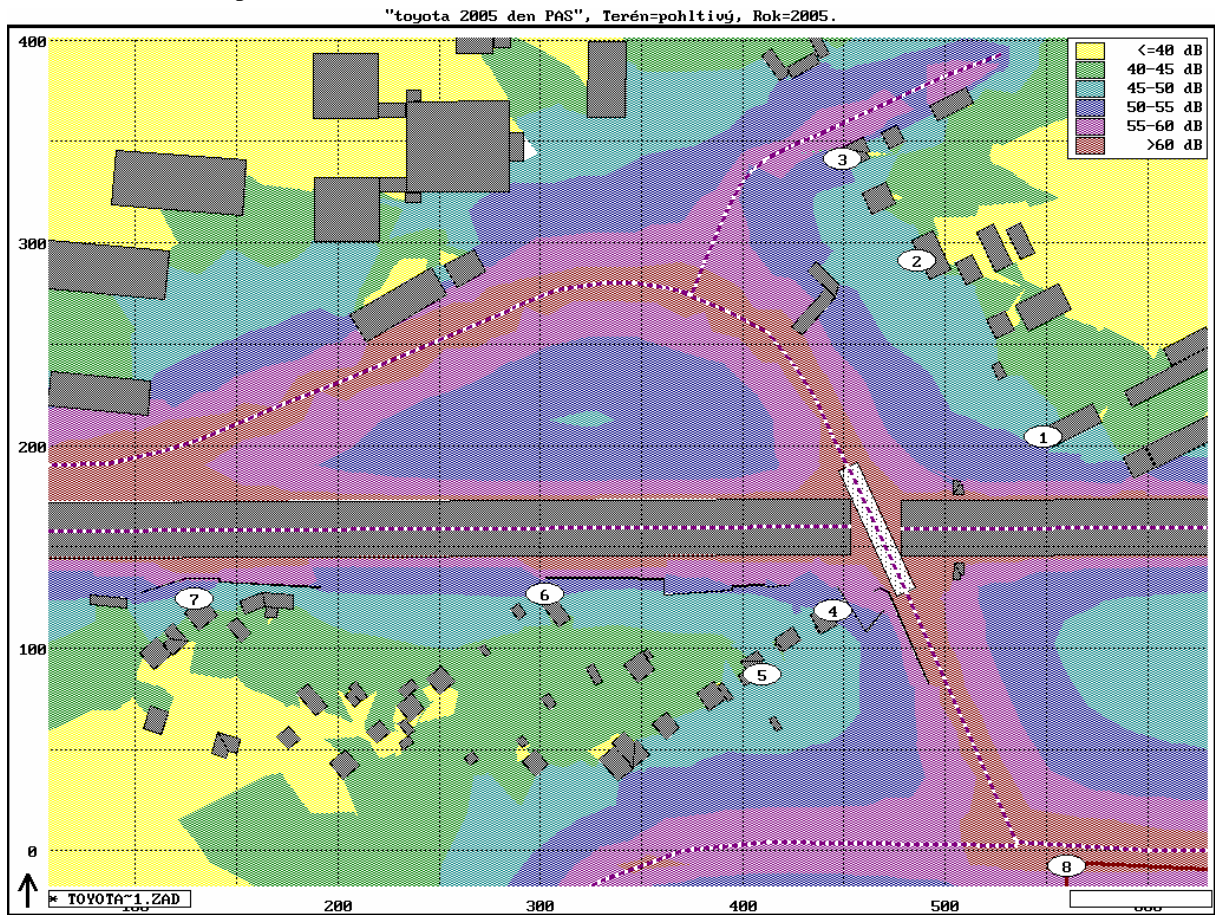 "toyota 2005 den PAS", Terén=pohltivý, Rok=2005.
400
<=40 dB
40-45 dB
45-50 dB
50-55 dB
55-60 dB
>60 dB
3
300
2
1
200
7
6
4
100
5
0
8
* TOYOTA~1.ZAD
100
200
300
400
500
600